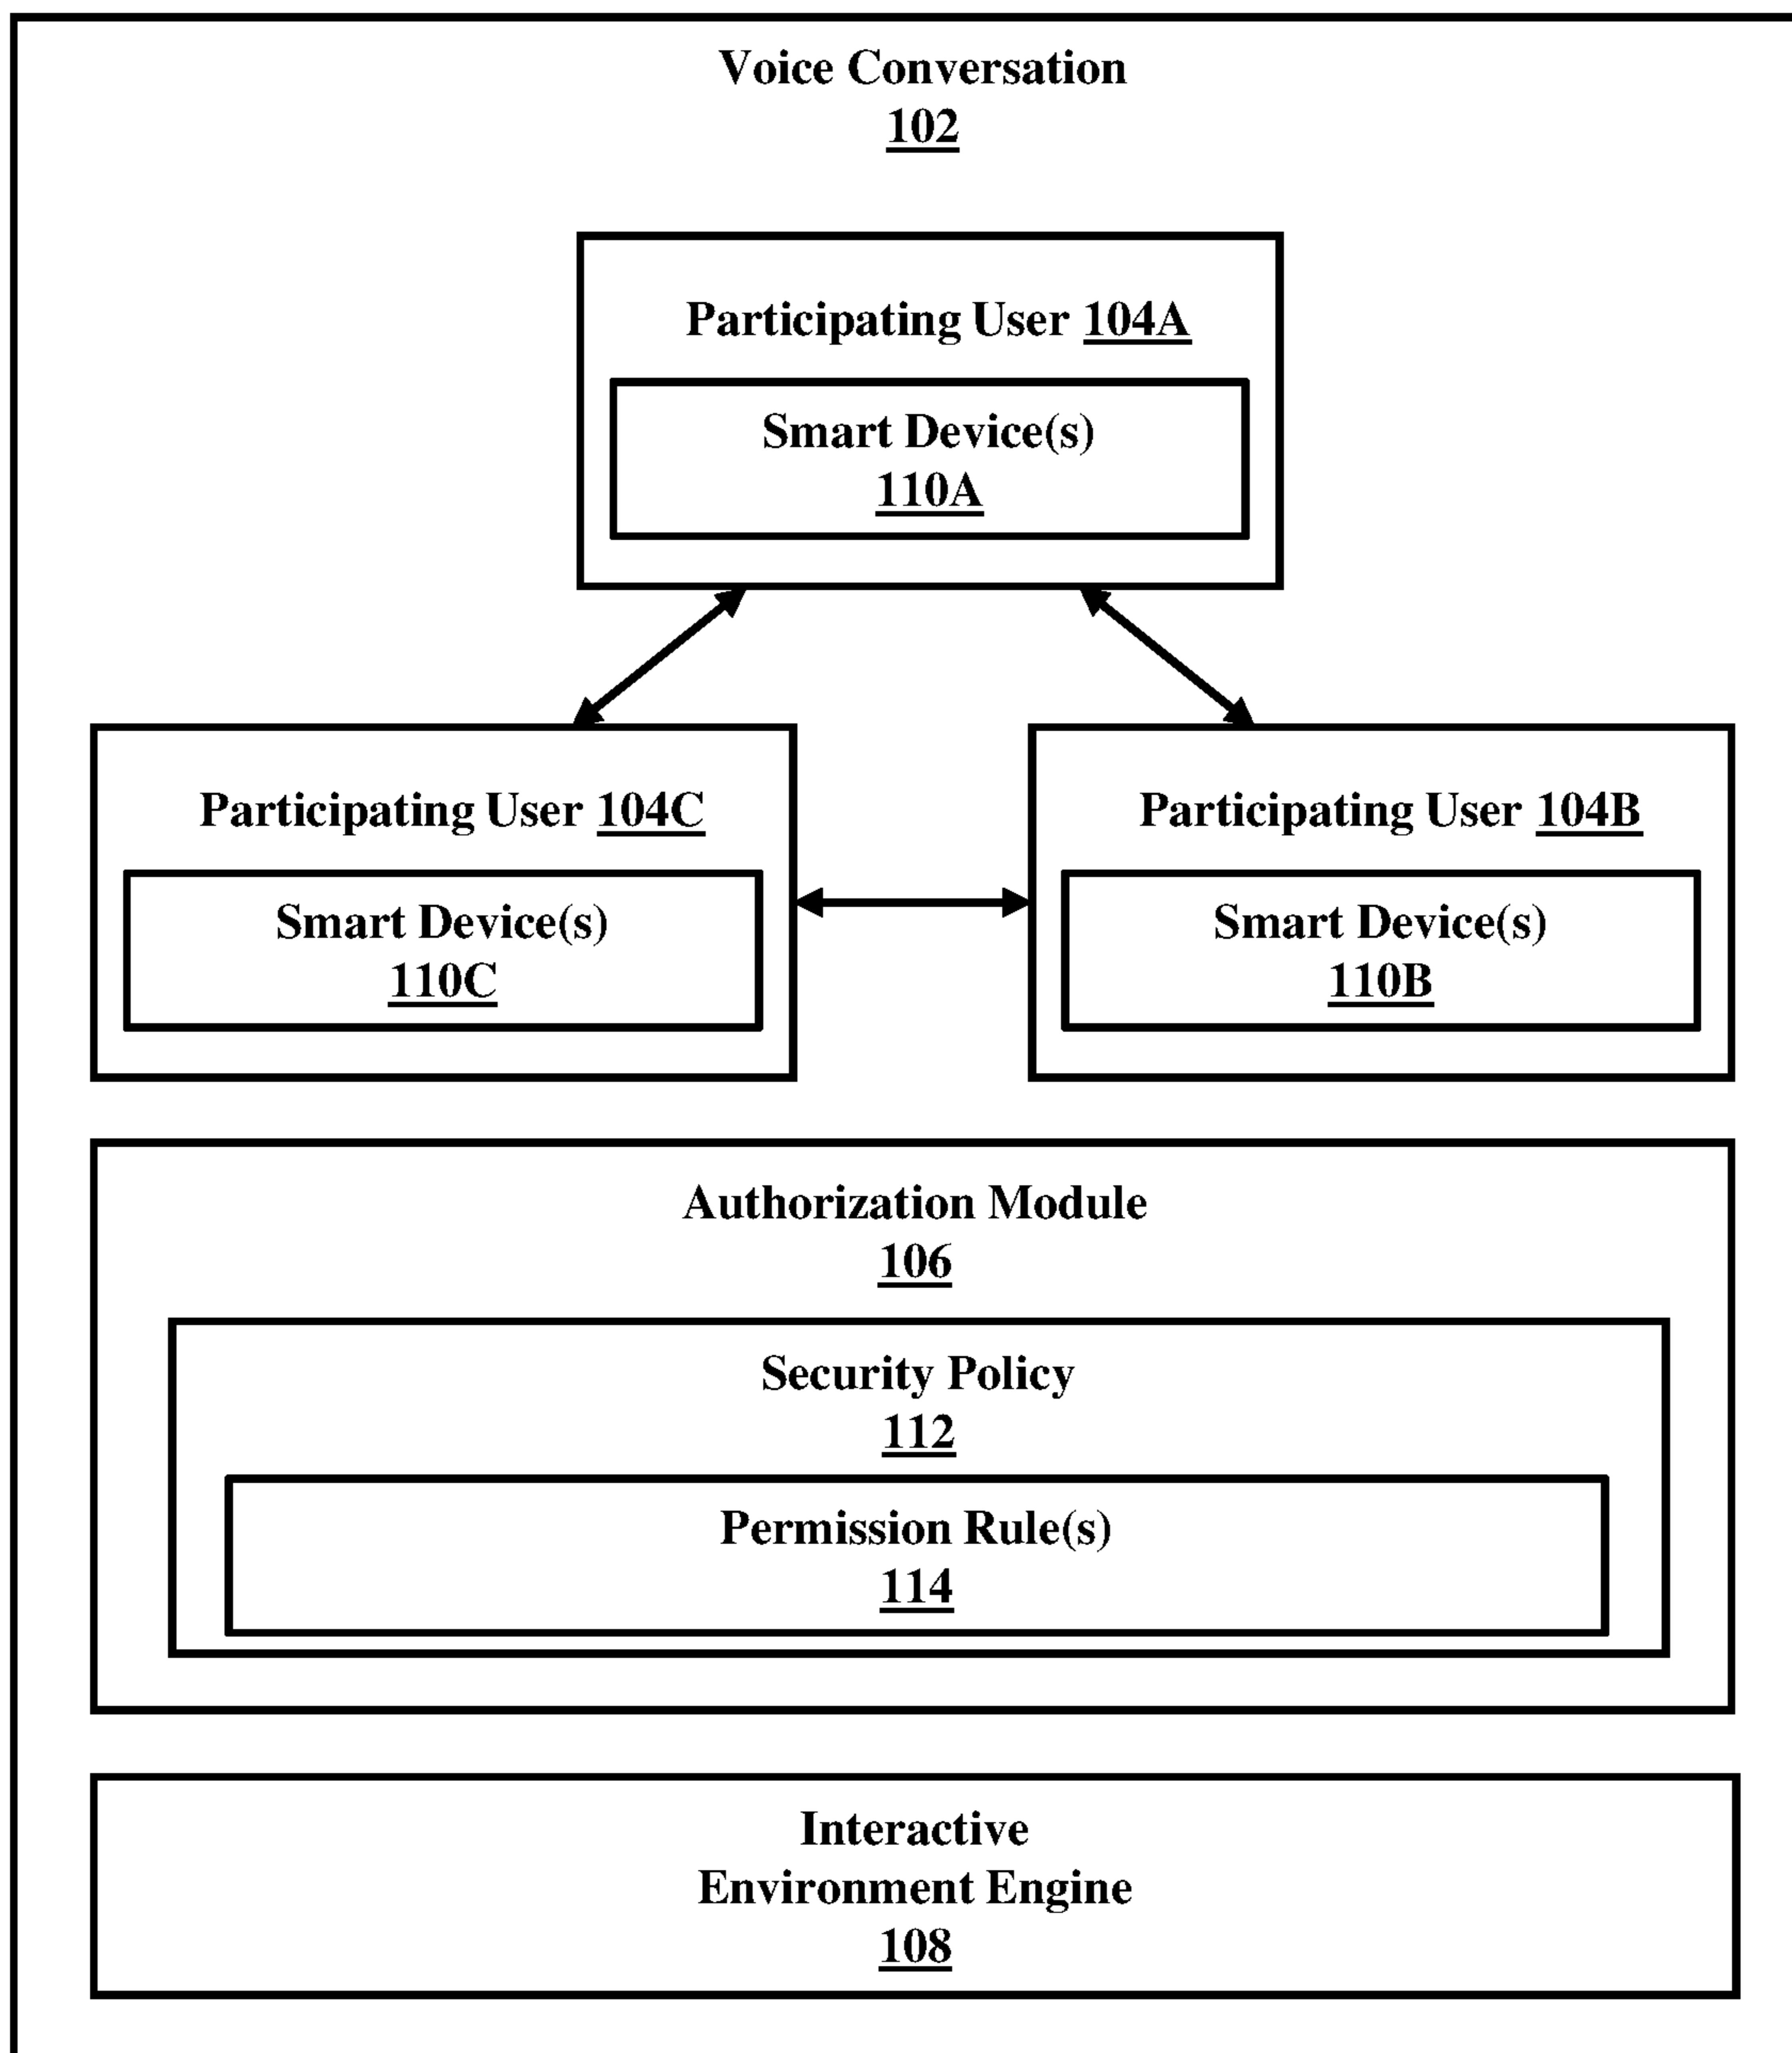 Voice Conversation
102
Participating User 104A
Smart Device(s)
110A
Participating User 104C
Smart Device(s)
110C
Participating User 104B
Smart Device(s)
110B
Authorization Module
106
Security Policy
112
Permission Rule(s)
114
Interactive
Environment Engine
108